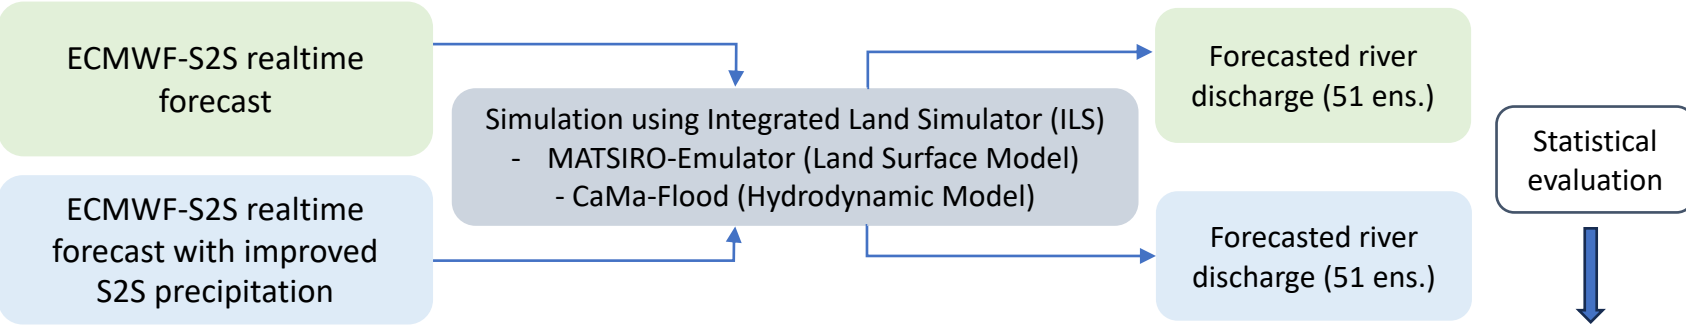 ECMWF-S2S realtime
forecast
ECMWF-S2S realtime
forecast with improved
S2S precipitation
Simulation using Integrated Land Simulator (ILS)
- MATSIRO-Emulator (Land Surface Model)
- CaMa-Flood (Hydrodynamic Model)
Forecasted river
discharge (51 ens.)
Forecasted river
discharge (51 ens.)
Statistical
evaluation